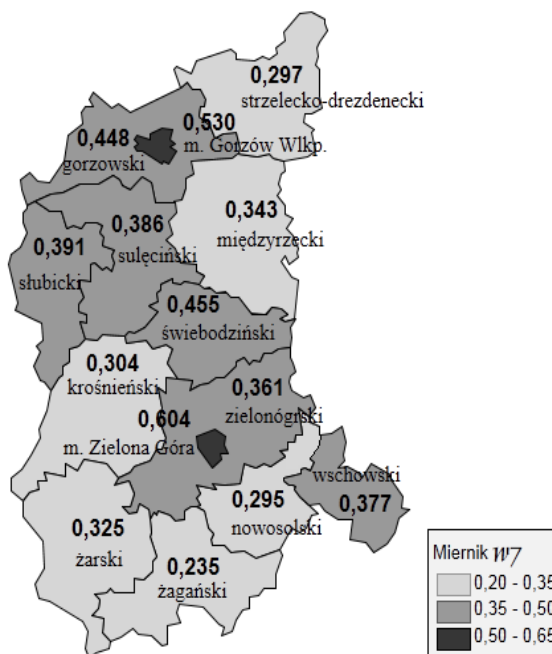 0,297
strzelecko-drezdenecki
0,530
m. Gorzów Wlkp.
0,448
gorzowski
0,343
międzyrzecki
0,386
sulęciński
0,391
słubicki
0,455
świebodziński
0,304
krośnieński
0,361
zielonógrski
0,604
m. Zielona Góra
wschowski
0,377
0,295
nowosolski
0,325
żarski
0,235
żagański
Miernik W7
0,20 - 0,35
0,35 - 0,50
0,50 - 0,65